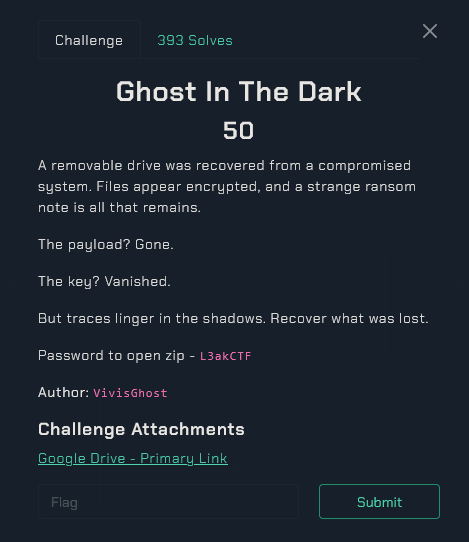 Challenge
393 Solves
Ghost In The Dark
50
A removable drive was recovered from a compromised
system. Files appear encrypted, and a strange ransom
note is all that remains.
The payload? Gone.
The key? Vanished.
But traces linger in the shadows. Recover what was lost.
Password to open zip - L3akCTF
Author: VivisGhost
Challenge Attachments
Google Drive - Primary Link
Flag
Submit